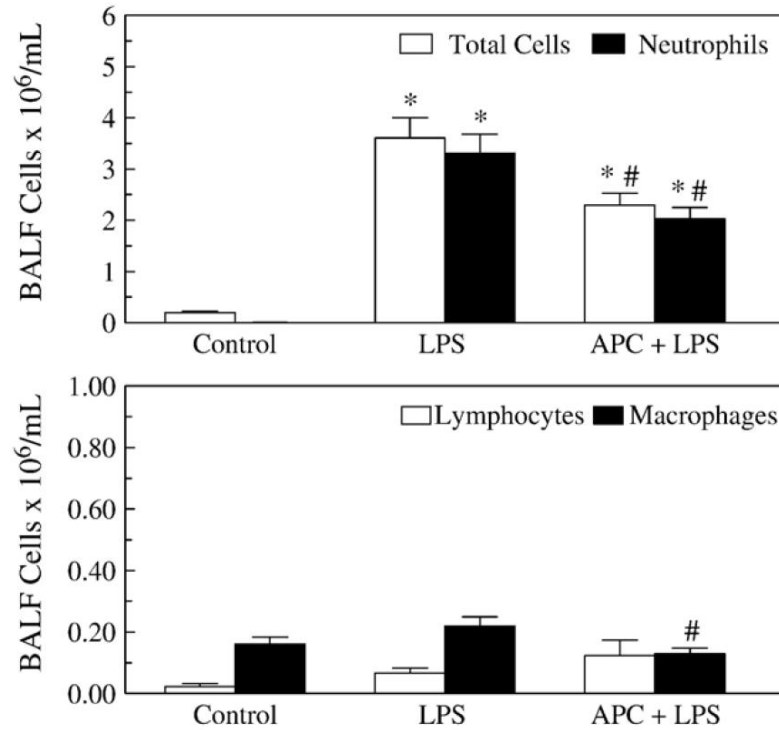 BALF Cells x 10⁶/mL
6
5
4
3
2
1
0
Total Cells Neutrophils
* * * # * #
Control LPS APC + LPS
BALF Cells x 10⁶/mL
1.00
0.80
0.60
0.40
0.20
0.00
Lymphocytes Macrophages
#
Control LPS APC + LPS